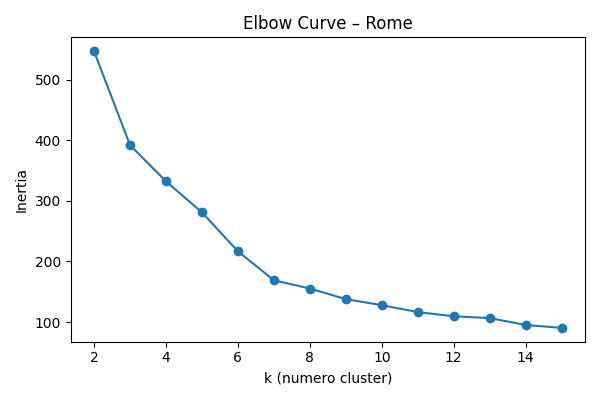 Elbow Curve – Rome
Inertia
500
400
300
200
100
2 4 6 8 10 12 14
k (numero cluster)